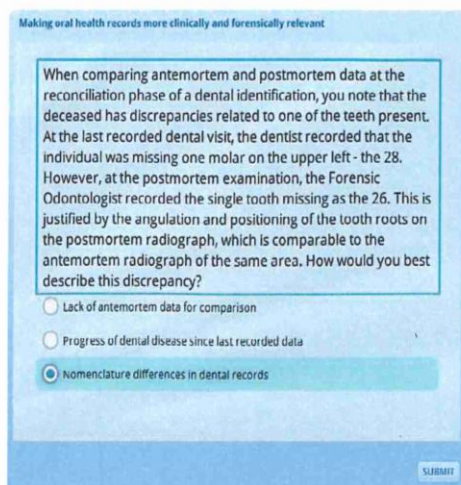 Making oral health records more clinically and forensically relevant
When comparing antemortem and postmortem data at the
reconciliation phase of a dental identification, you note that the
deceased has discrepancies related to one of the teeth present.
At the last recorded dental visit, the dentist recorded that the
individual was missing one molar on the upper left - the 28.
However, at the postmortem examination, the Forensic
Odontologist recorded the single tooth missing as the 26. This is
justified by the angulation and positioning of the tooth roots on
the postmortem radiograph, which is comparable to the
antemortem radiograph of the same area. How would you best
describe this discrepancy?
Lack of antemortem data for comparison
Progress of dental disease since last recorded data
Nomenclature differences in dental records
SUBMIT